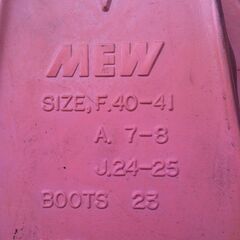 MEW
SIZE,F.40-41
A. 7-8
J.24-25
BOOTS 23